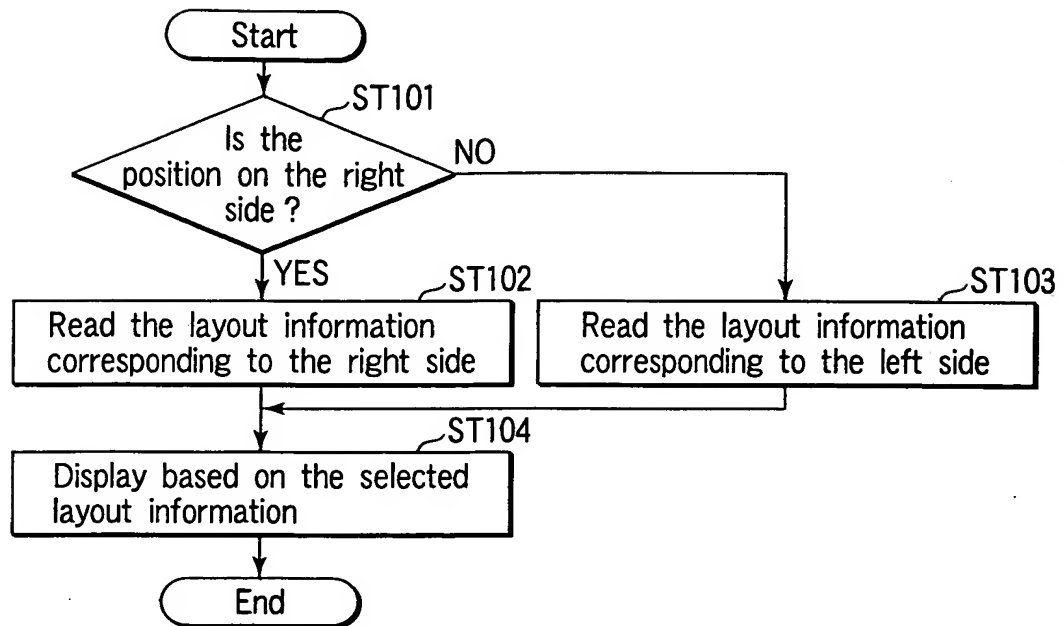 Start
ST101
Is the
position on the right
side ?
NO
YES
ST102
ST103
Read the layout information
corresponding to the right side
Read the layout information
corresponding to the left side
ST104
Display based on the selected
layout information
End